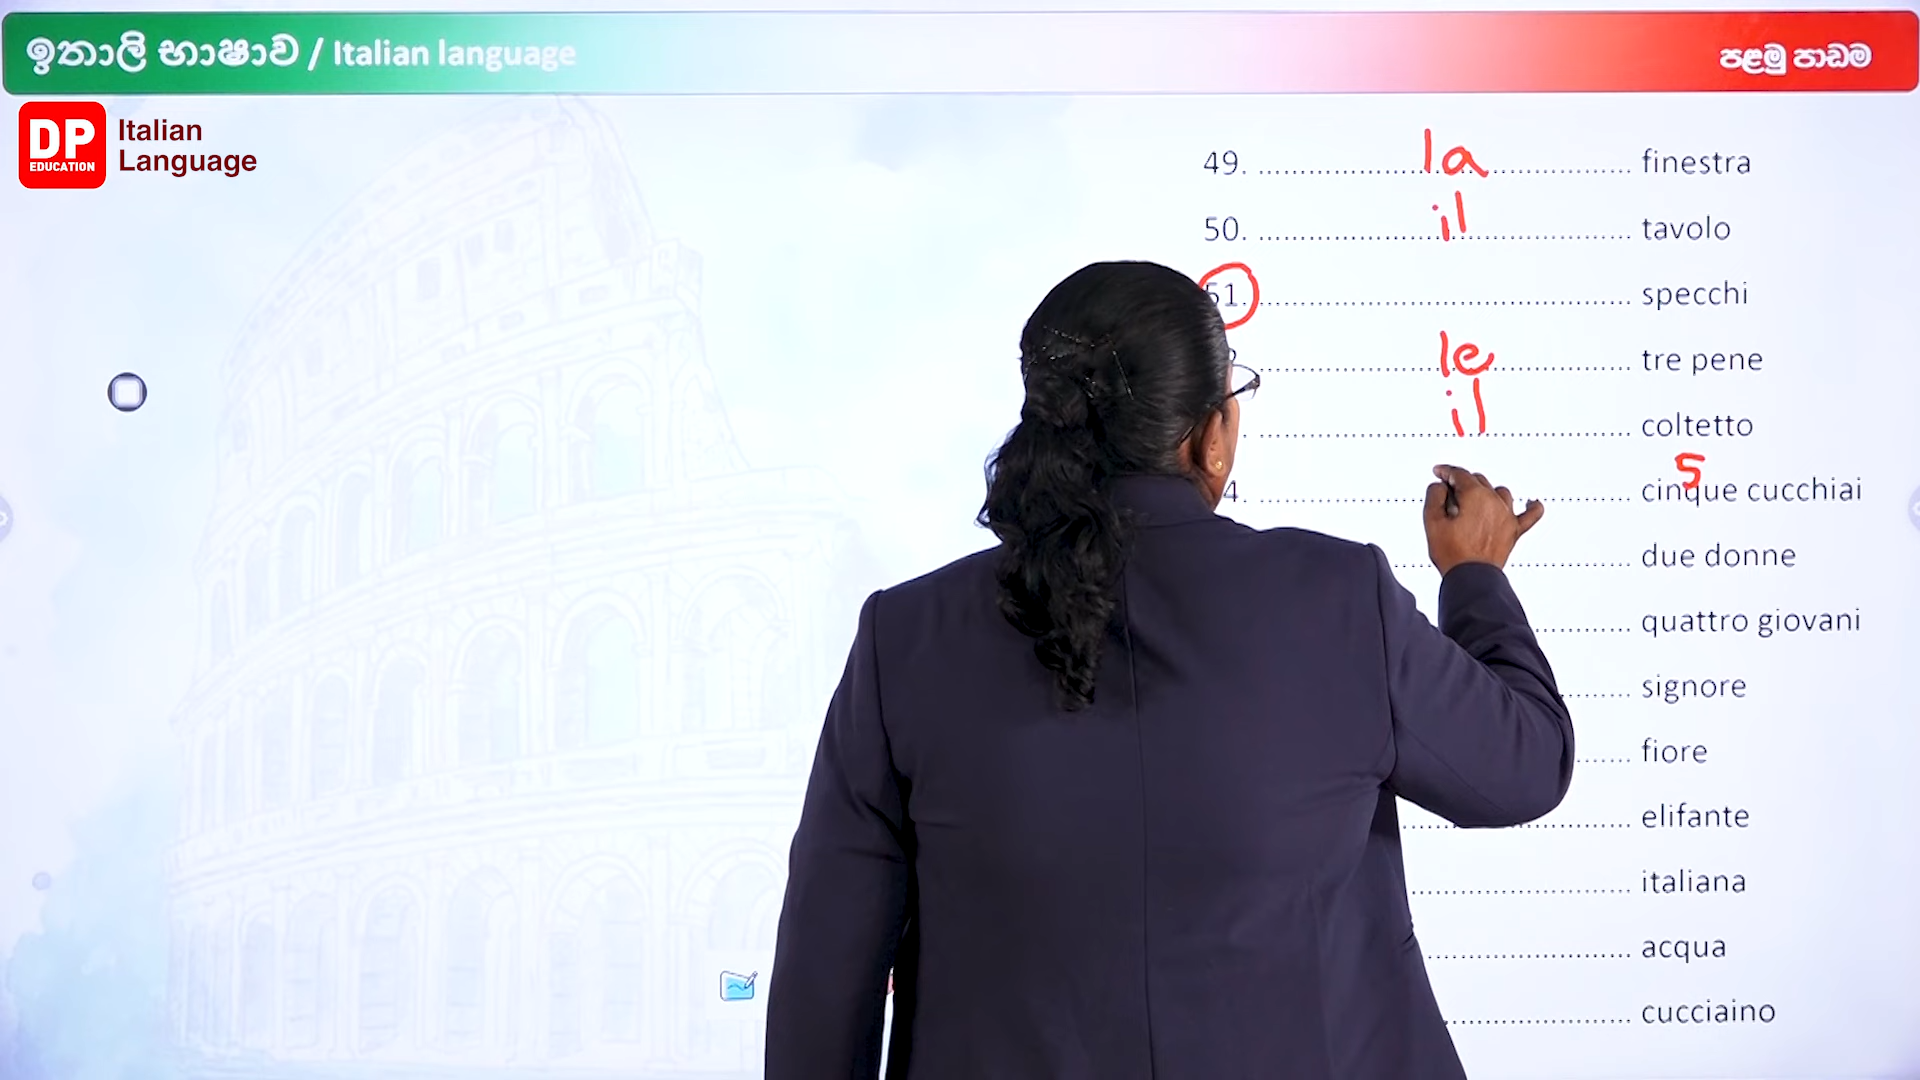 ඉතාලි භාෂාව / Italian language
පළමු පාඩම
DP
EDUCATION
Italian
Language
49. la finestra
50. il tavolo
51. specchi
le tre pene
il coltetto
5
4. cinque cucchiai
due donne
quattro giovani
signore
fiore
elifante
italiana
acqua
cucciaino